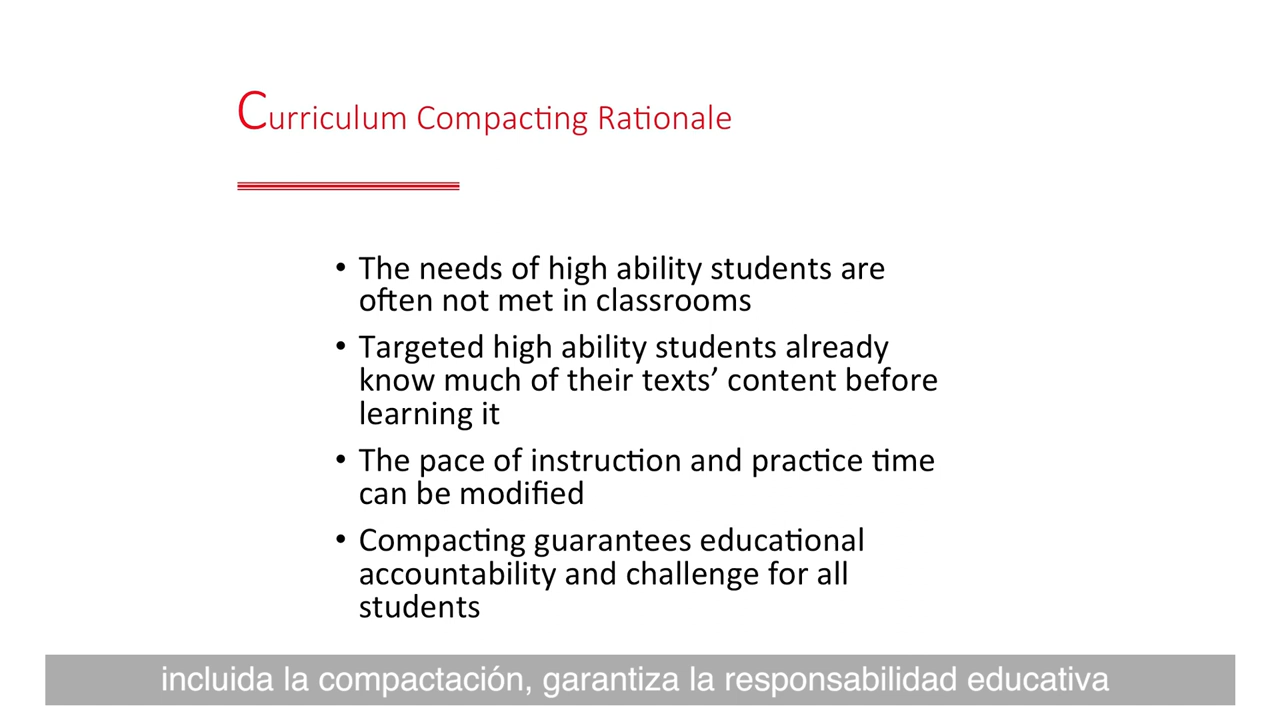 Curriculum Compacting Rationale
• The needs of high ability students are
often not met in classrooms
• Targeted high ability students already
know much of their texts’ content before
learning it
• The pace of instruction and practice time
can be modified
• Compacting guarantees educational
accountability and challenge for all
students
incluida la compactación, garantiza la responsabilidad educativa